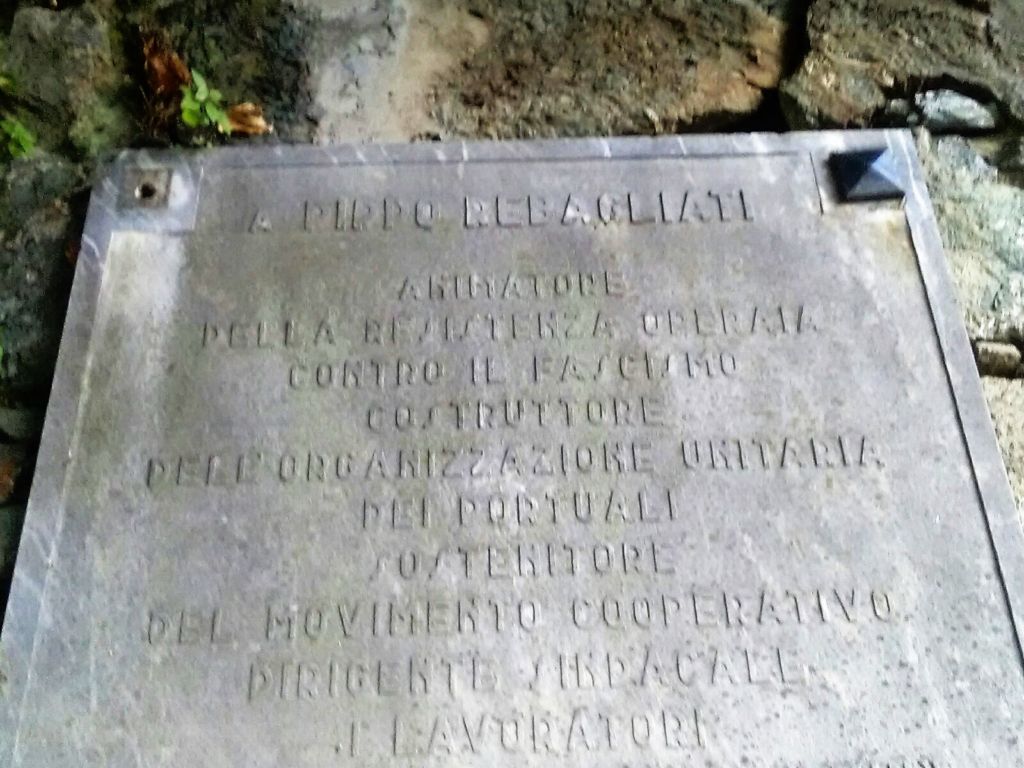 A PIPPO REBAGLIATI
ANIMATORE
DELLA RESISTENZA OPERAIA
CONTRO IL FASCISMO
COSTRUTTORE
DELL'ORGANIZZAZIONE UNITARIA
DEI PORTUALI
SOSTENITORE
DEL MOVIMENTO COOPERATIVO
DIRIGENTE SINDACALE
I LAVORATORI